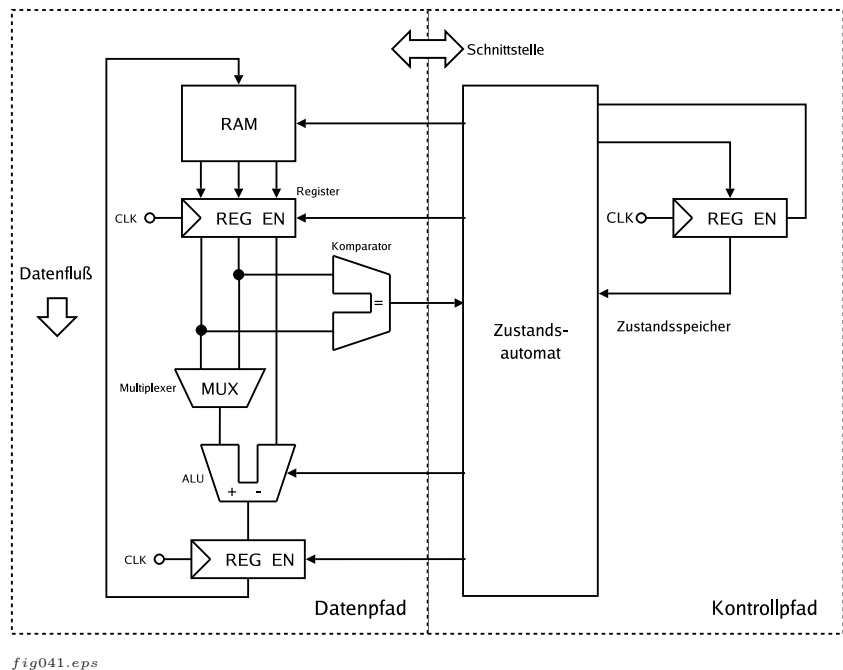 Schnittstelle
RAM
Register
CLK
REG EN
CLK
REG EN
Komparator
Datenfluß
=
Zustands-
automat
Zustandsspeicher
Multiplexer
MUX
ALU
+ -
CLK
REG EN
Datenpfad
Kontrollpfad
fig041.eps